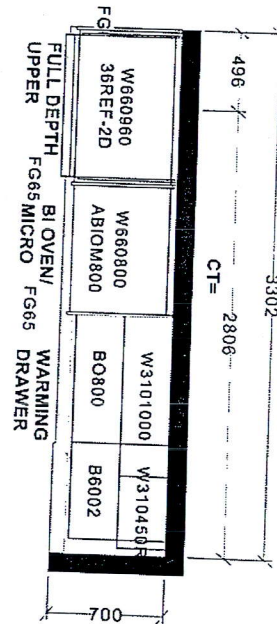 3302
496
2806
CT=
FG
W660960
36REF-2D
W660800
ABIOM800
W3101000
W310450R
BO800
B6002
FULL DEPTH
UPPER
FG65
BI OVEN/
MICRO
FG65
WARMING
DRAWER
700